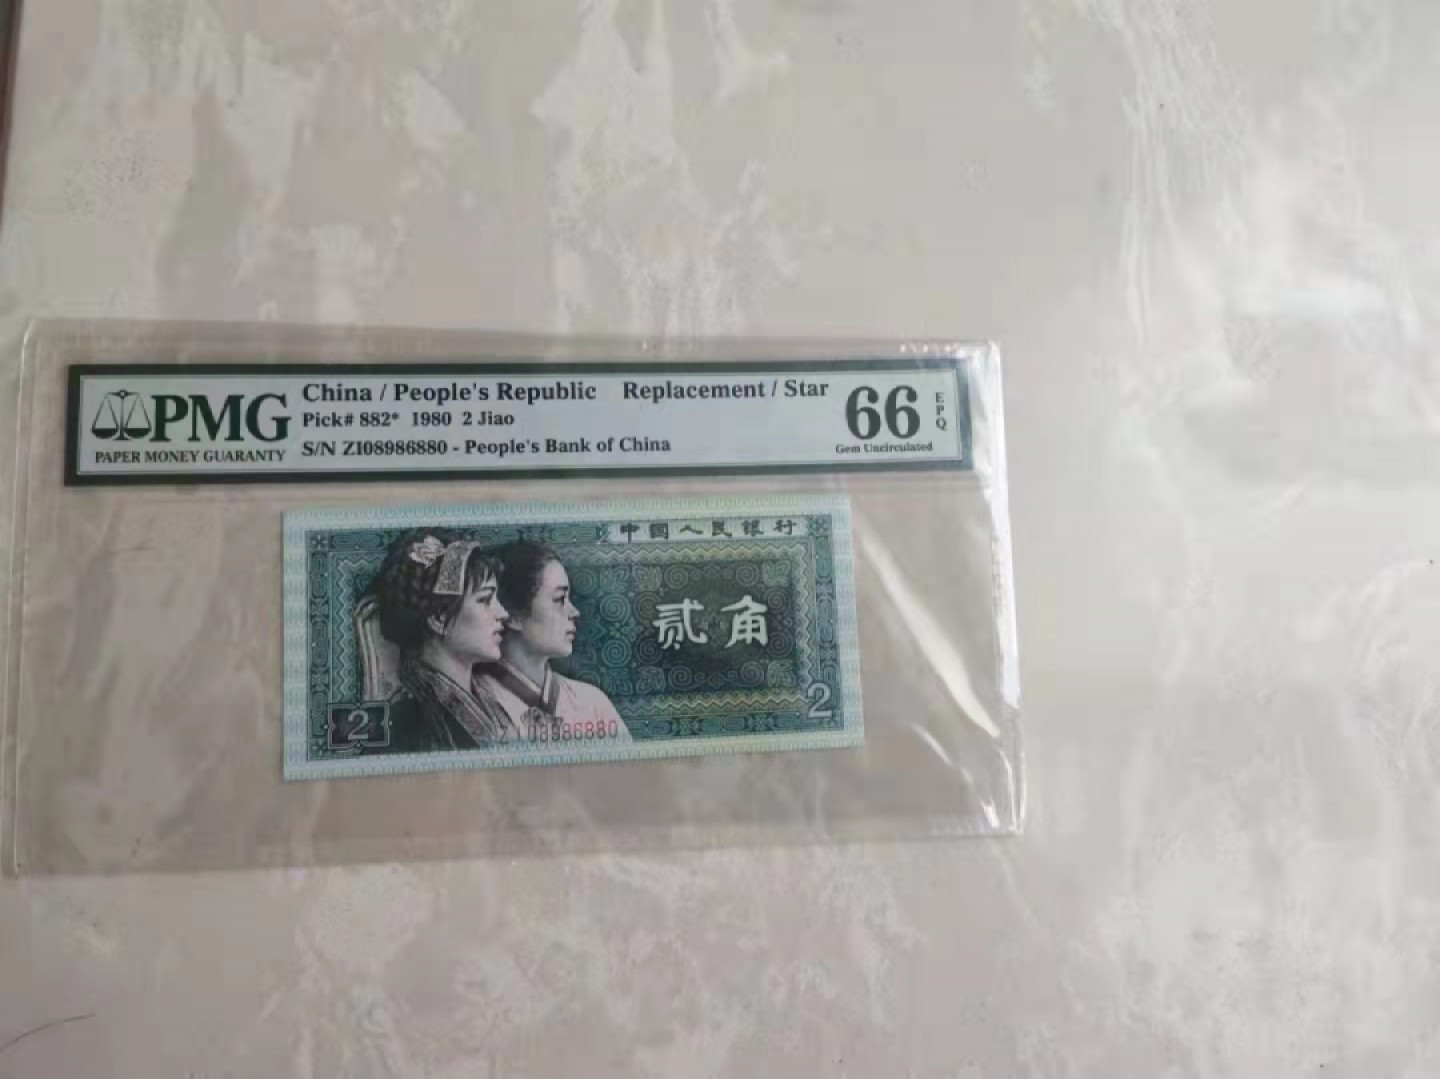 PMG
PAPER MONEY GUARANTY
China / People's Republic Replacement / Star
Pick# 882* 1980 2 Jiao
S/N ZI08986880 - People's Bank of China
66
EPQ
Gem Uncirculated
中国人民银行
贰角
2
2